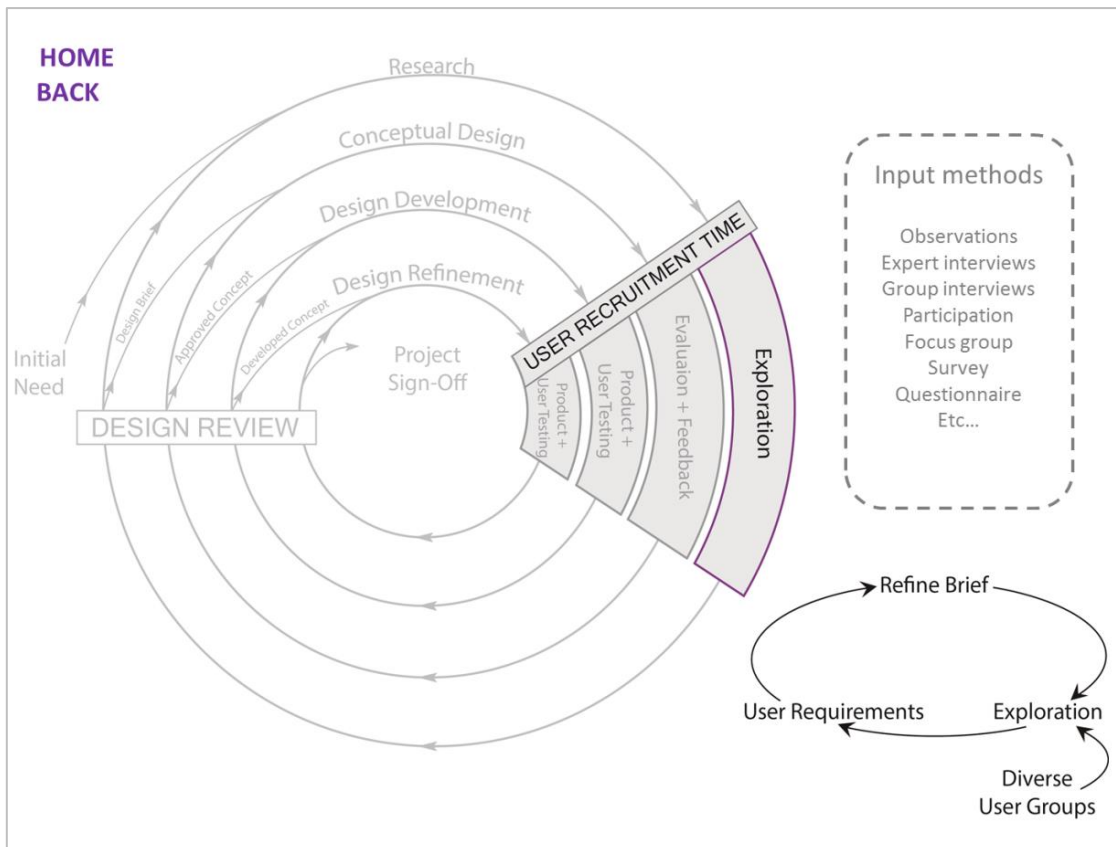 HOME
BACK
Research
Conceptual Design
Design Development
Design Refinement
Design Brief
Approved Concept
Developed Concept
Initial
Need
Project
Sign-Off
DESIGN REVIEW
USER RECRUITMENT TIME
Product +
User Testing
Product +
User Testing
Evaluaion + Feedback
Exploration
Input methods
Observations
Expert interviews
Group interviews
Participation
Focus group
Survey
Questionnaire
Etc...
Refine Brief
User Requirements
Exploration
Diverse
User Groups